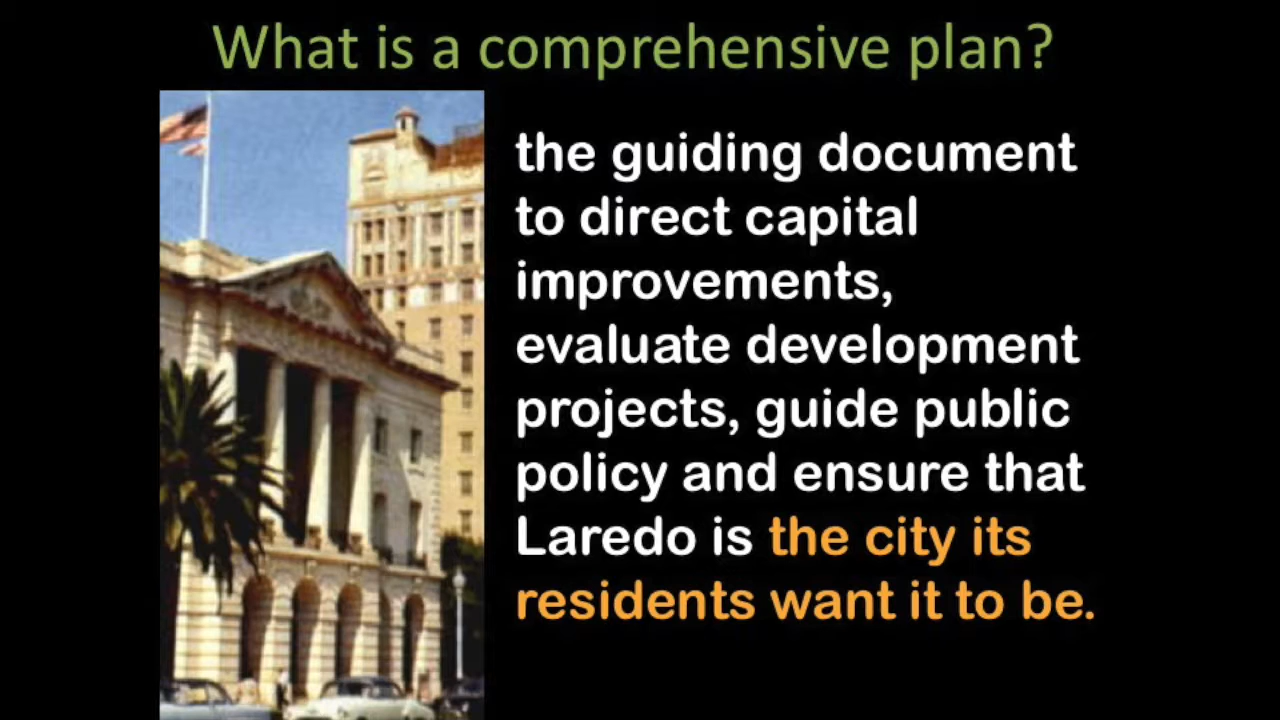 What is a comprehensive plan?
the guiding document
to direct capital
improvements,
evaluate development
projects, guide public
policy and ensure that
Laredo is the city its
residents want it to be.